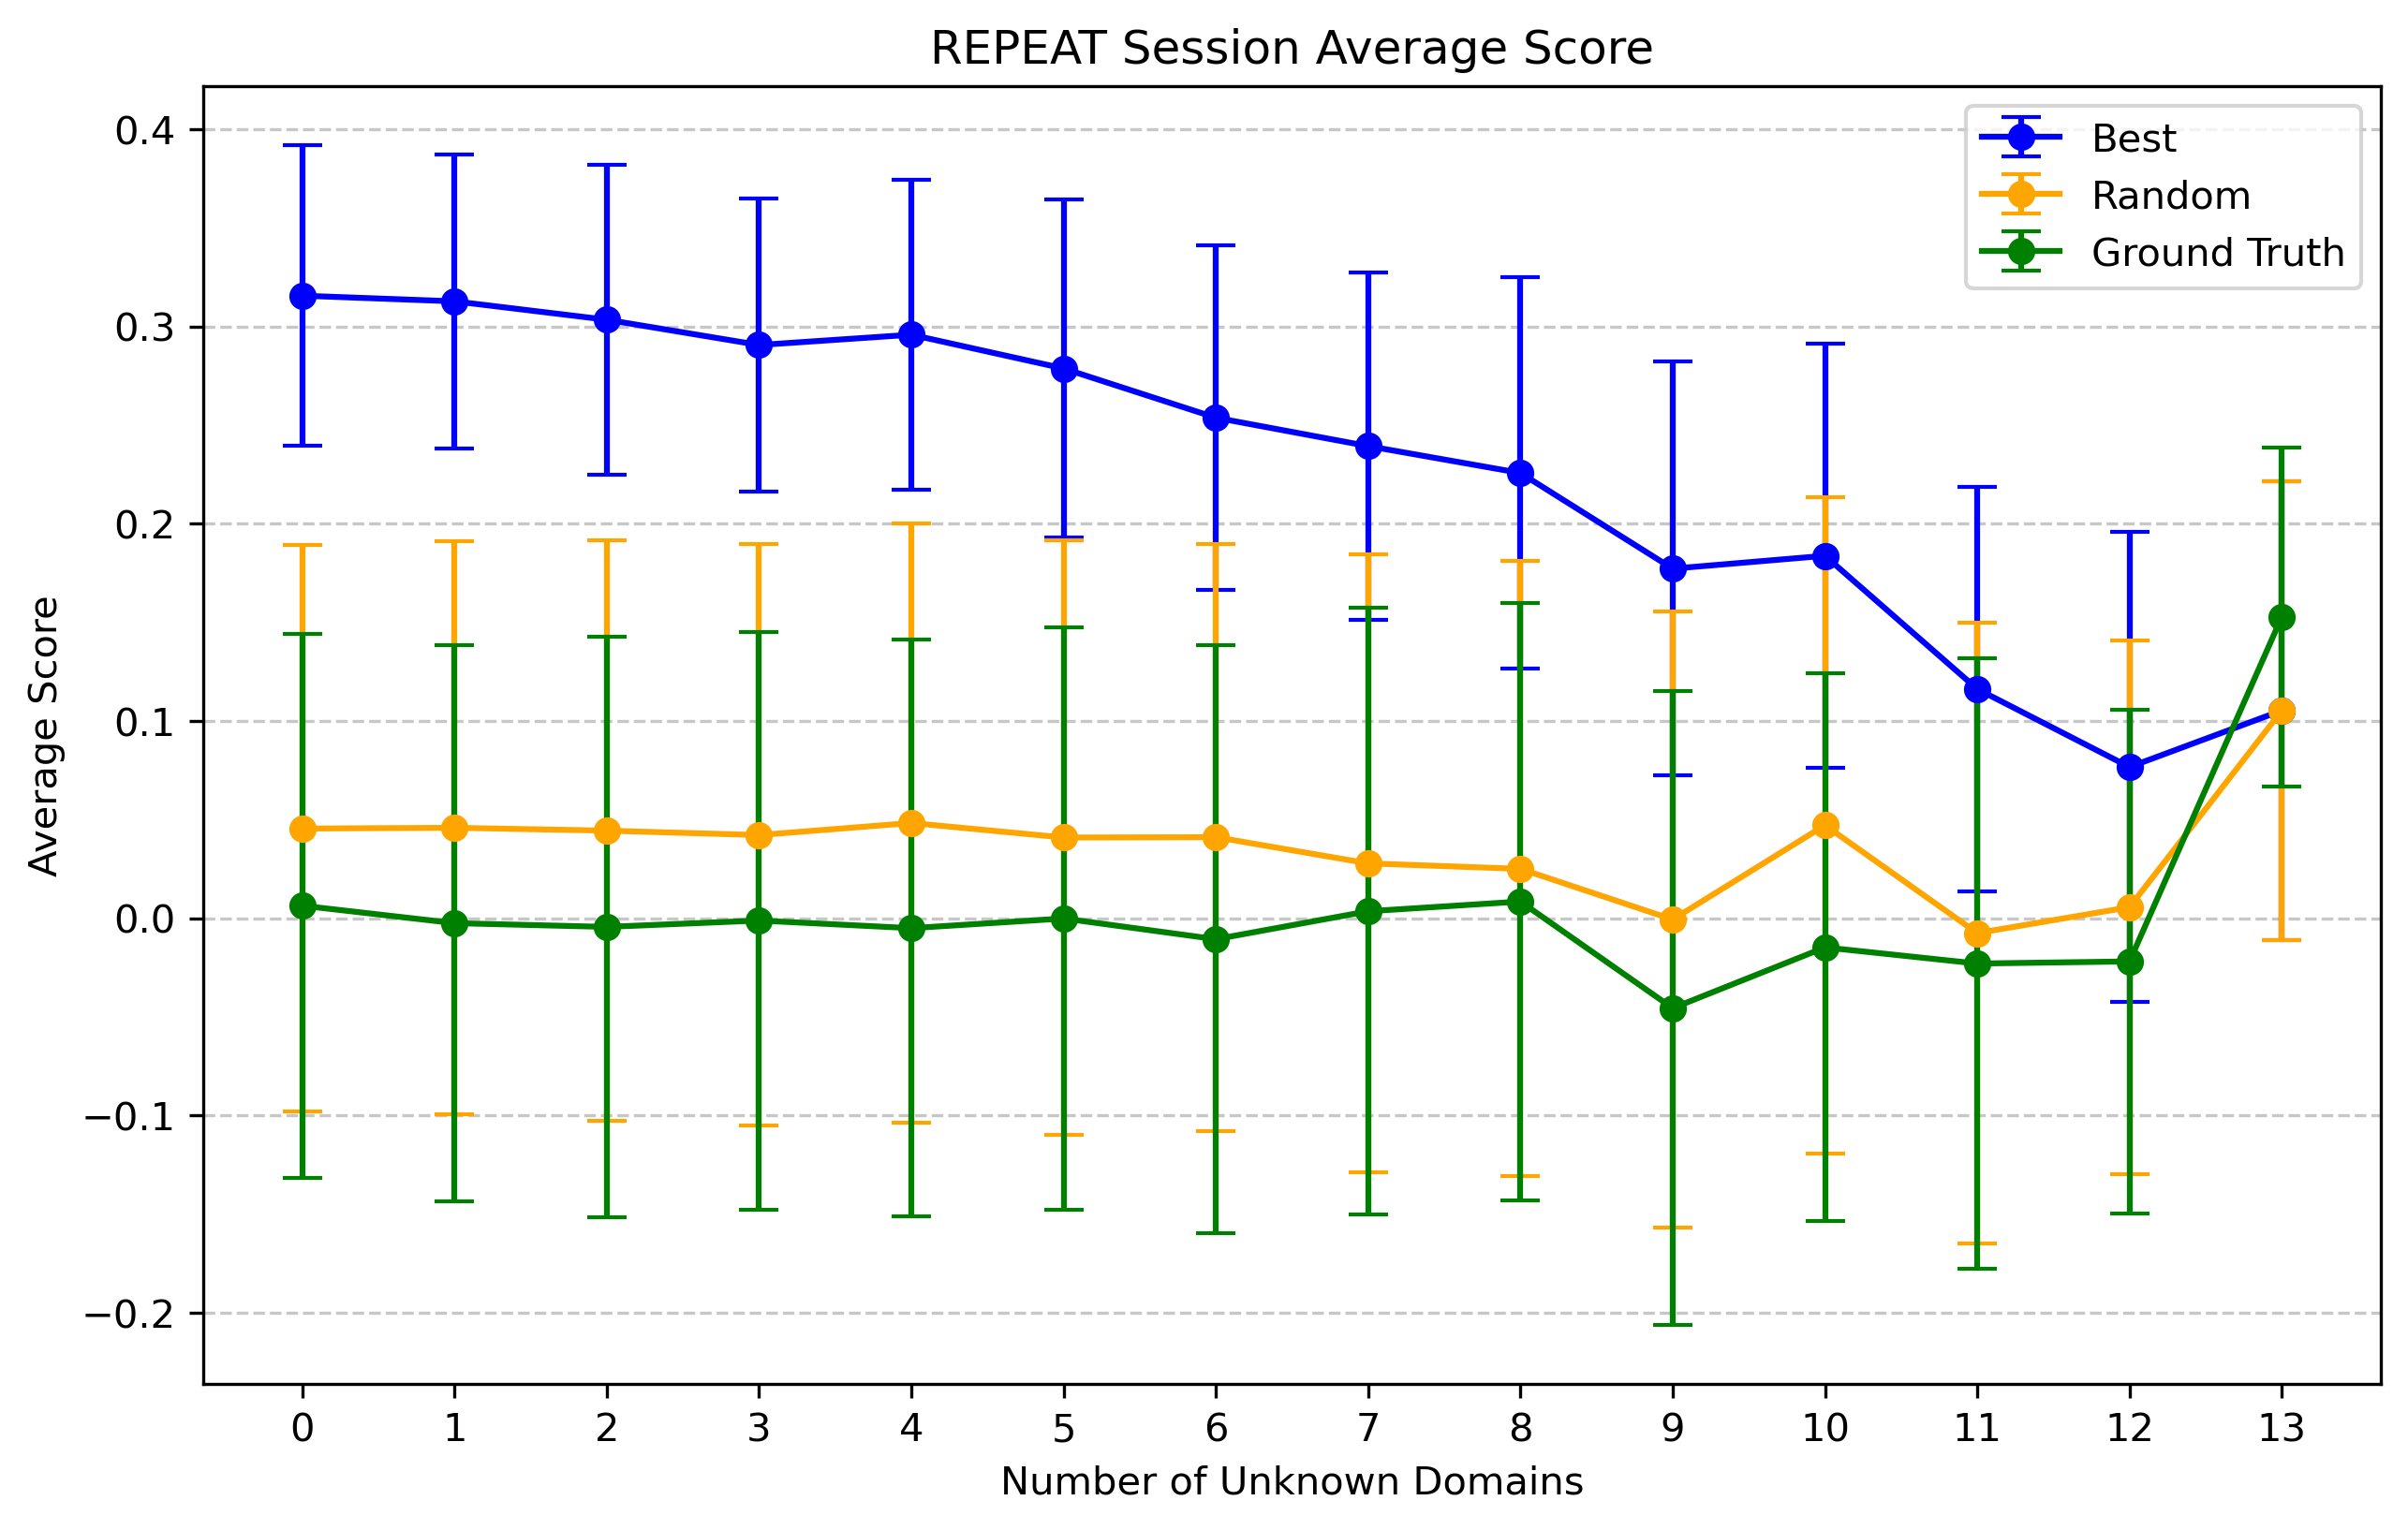 REPEAT Session Average Score
Best
Random
Ground Truth
Average Score
0.4
0.3
0.2
0.1
0.0
−0.1
−0.2
0 1 2 3 4 5 6 7 8 9 10 11 12 13
Number of Unknown Domains